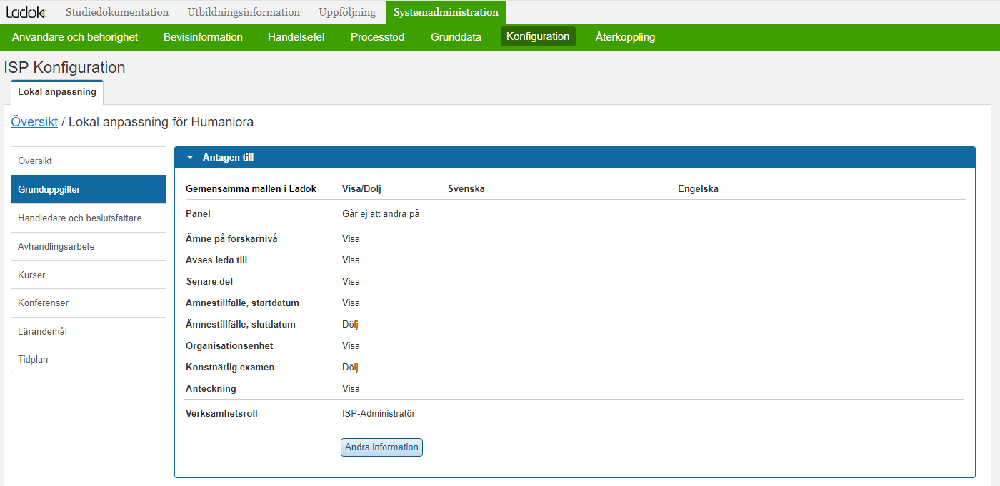 Ladok Studiedokumentation Utbildningsinformation Uppföljning Systemadministration
Användare och behörighet Bevisinformation Händelsefel Processtöd Grunddata Konfiguration Återkoppling
ISP Konfiguration
Lokal anpassning
Översikt / Lokal anpassning för Humaniora
Översikt
Grunduppgifter
Handledare och beslutsfattare
Avhandlingsarbete
Kurser
Konferenser
Lärandemål
Tidplan
Antagen till
Gemensamma mallen i Ladok Visa/Dölj Svenska Engelska
Panel Går ej att ändra på
Ämne på forskarnivå Visa
Avses leda till Visa
Senare del Visa
Ämnestillfälle, startdatum Visa
Ämnestillfälle, slutdatum Dölj
Organisationsenhet Visa
Konstnärlig examen Dölj
Anteckning Visa
Verksamhetsroll ISP-Administratör
Ändra information